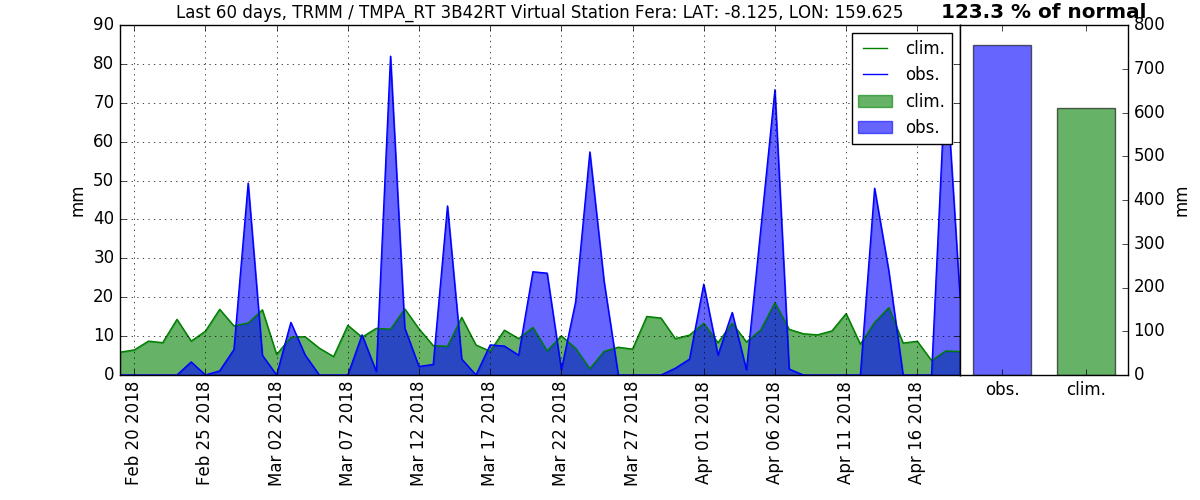 Last 60 days, TRMM / TMPA_RT 3B42RT Virtual Station Fera: LAT: -8.125, LON: 159.625
123.3 % of normal
90
80
70
60
50
40
30
20
10
0
mm
clim.
obs.
clim.
obs.
800
700
600
500
400
300
200
100
0
mm
obs.
clim.
Feb 20 2018
Feb 25 2018
Mar 02 2018
Mar 07 2018
Mar 12 2018
Mar 17 2018
Mar 22 2018
Mar 27 2018
Apr 01 2018
Apr 06 2018
Apr 11 2018
Apr 16 2018